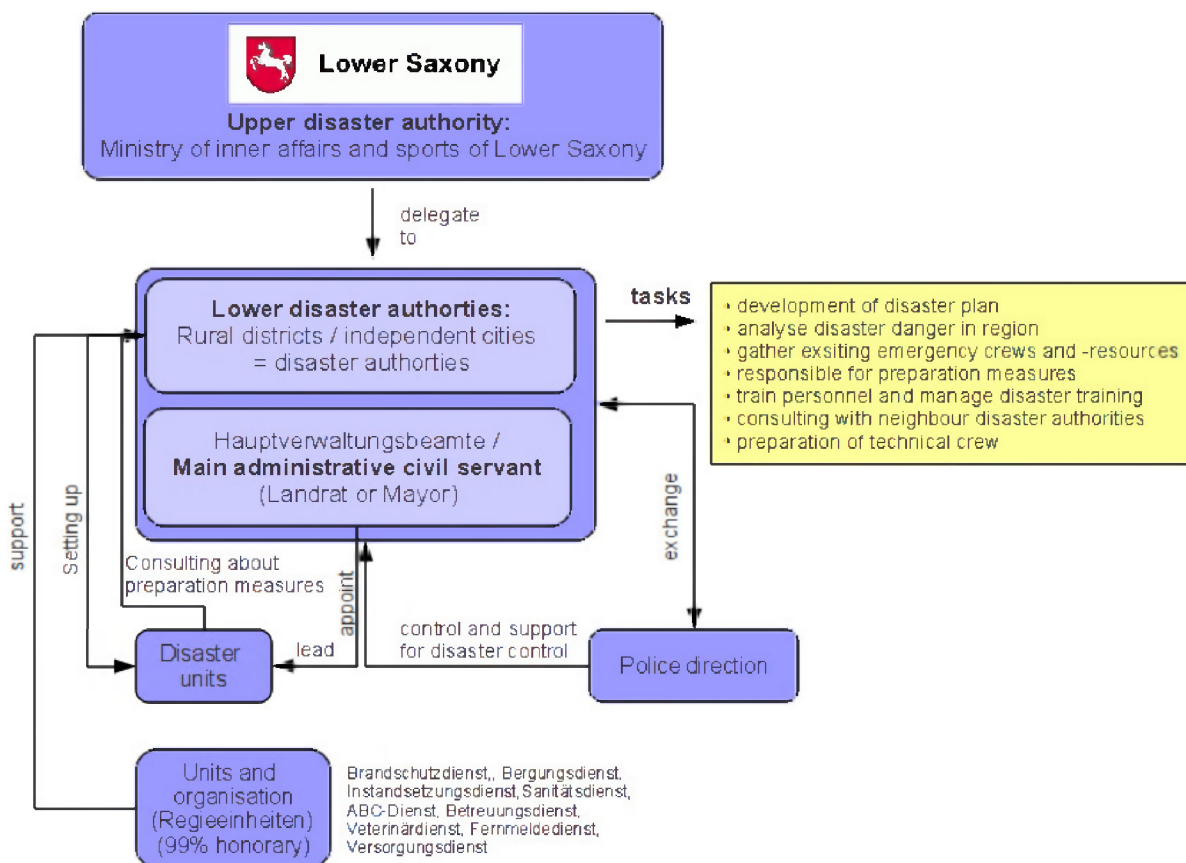 Lower Saxony
Upper disaster authority:
Ministry of inner affairs and sports of Lower Saxony
delegate
to
Lower disaster authorties:
Rural districts / independent cities
= disaster authorties
tasks
• development of disaster plan
• analyse disaster danger in region
• gather exsiting emergency crews and -resources
• responsible for preparation measures
• train personnel and manage disaster training
• consulting with neighbour disaster authorities
• preparation of technical crew
Hauptverwaltungsbeamte /
Main administrative civil servant
(Landrat or Mayor)
support
Setting up
Consulting about
preparation measures
appoint
lead
exchange
control and support
for disaster control
Disaster
units
Police direction
Units and
organisation
(Regieeinheiten)
(99% honorary)
Brandschutzdienst,, Bergungsdienst,
Instandsetzungsdienst,Sanitätsdienst,
ABC-Dienst, Betreuungsdienst,
Veterinärdienst, Fernmeldedienst,
Versorgungsdienst